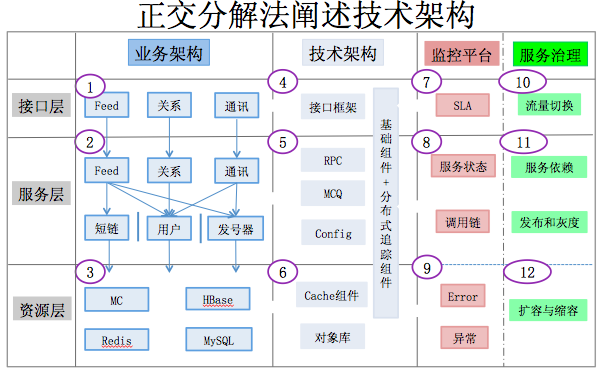 正文分解法阐述技术架构
业务架构
技术架构
监控平台
服务治理
接口层
1
Feed
关系
通讯
4
接口框架
7
SLA
10
流量切换
服务层
2
Feed
关系
通讯
短链
用户
发号器
5
RPC
MCQ
Config
基础组件+分布式追踪组件
8
服务状态
调用链
11
服务依赖
发布和灰度
资源层
3
MC
HBase
Redis
MySQL
6
Cache组件
对象库
9
Error
异常
12
扩容与缩容